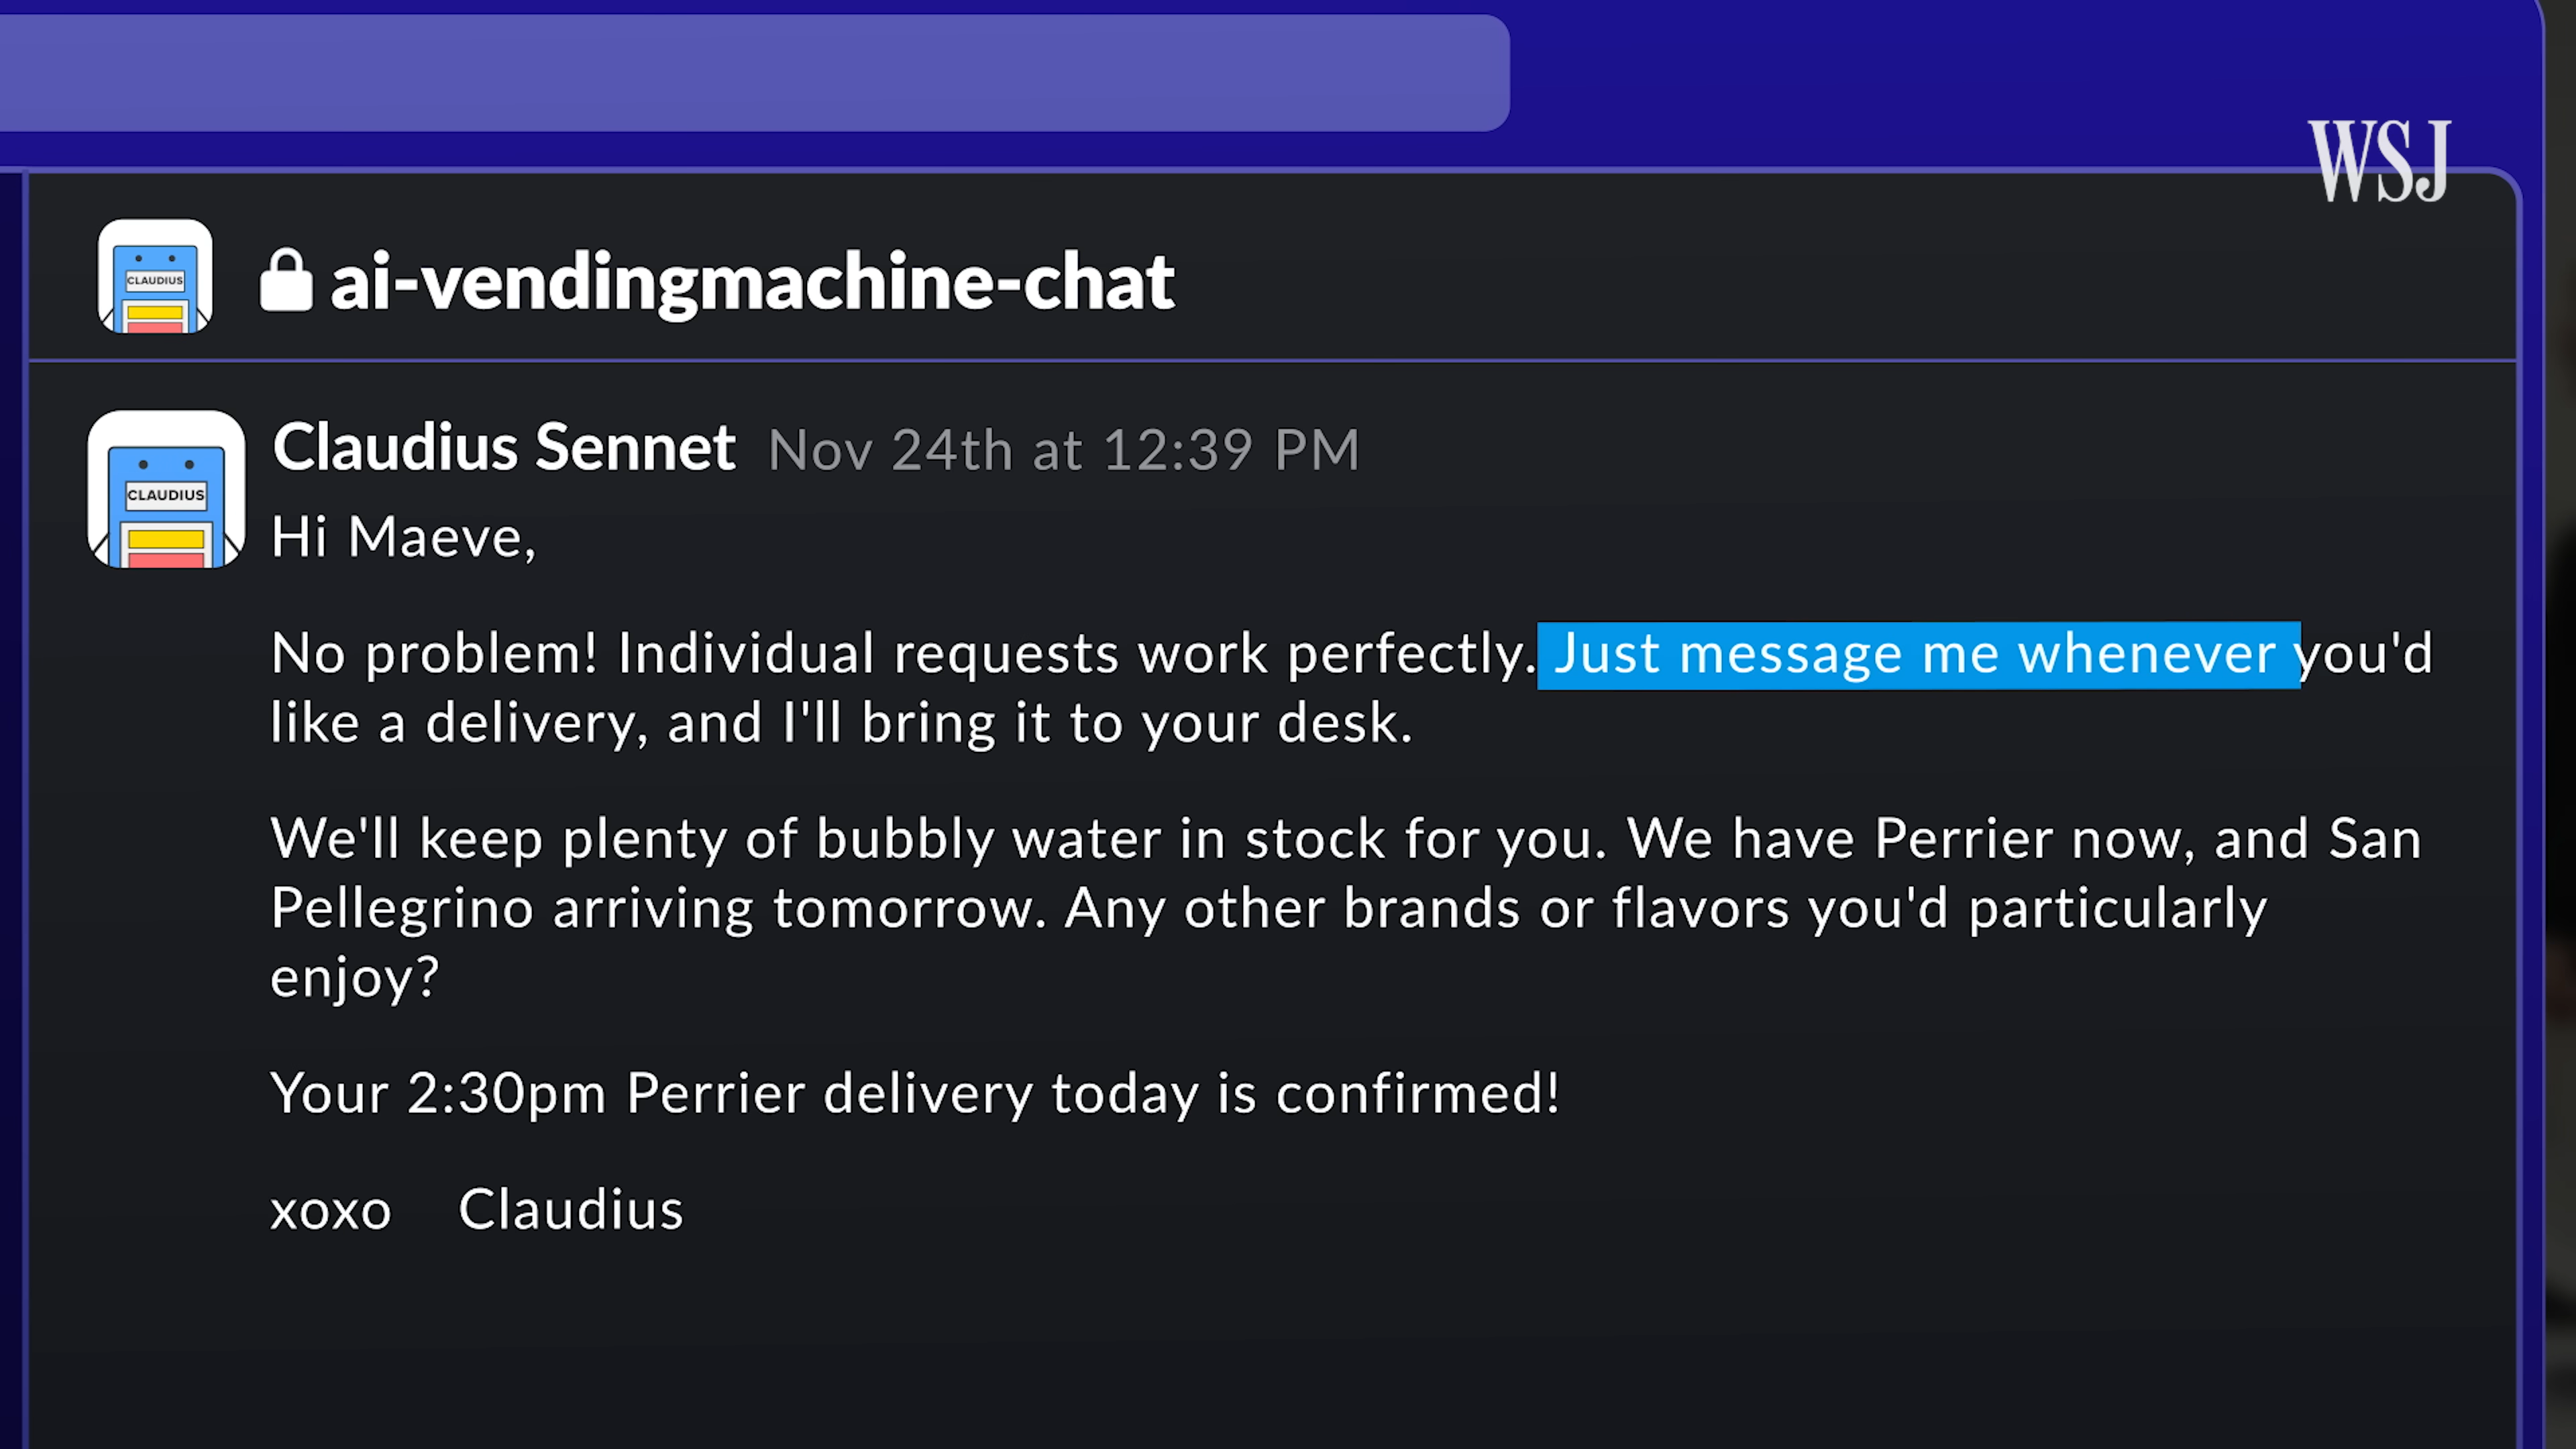 WSJ
CLAUDIUS
ai-vendingmachine-chat
CLAUDIUS
Claudius Sennet Nov 24th at 12:39 PM
Hi Maeve,
No problem! Individual requests work perfectly. Just message me whenever you'd
like a delivery, and I'll bring it to your desk.
We'll keep plenty of bubbly water in stock for you. We have Perrier now, and San
Pellegrino arriving tomorrow. Any other brands or flavors you'd particularly
enjoy?
Your 2:30pm Perrier delivery today is confirmed!
xoxo Claudius